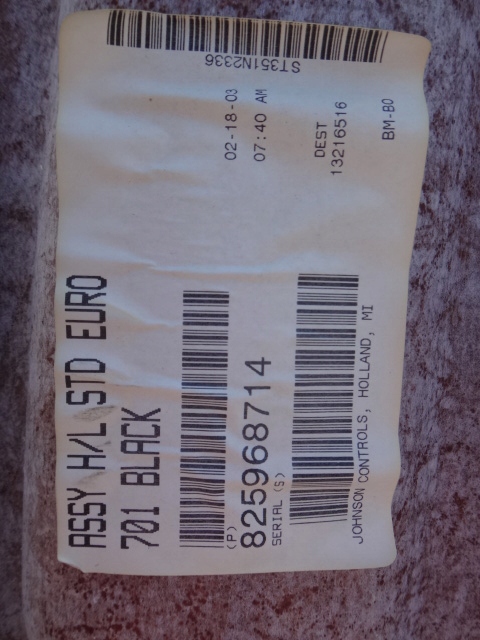 ASSY H/L STD EURO
701 BLACK
(P)
825968714
SERIAL (S)
JOHNSON CONTROLS, HOLLAND, MI
02-18-03
07:40 AM
DEST
13216516
BM-BO
ST351N2336